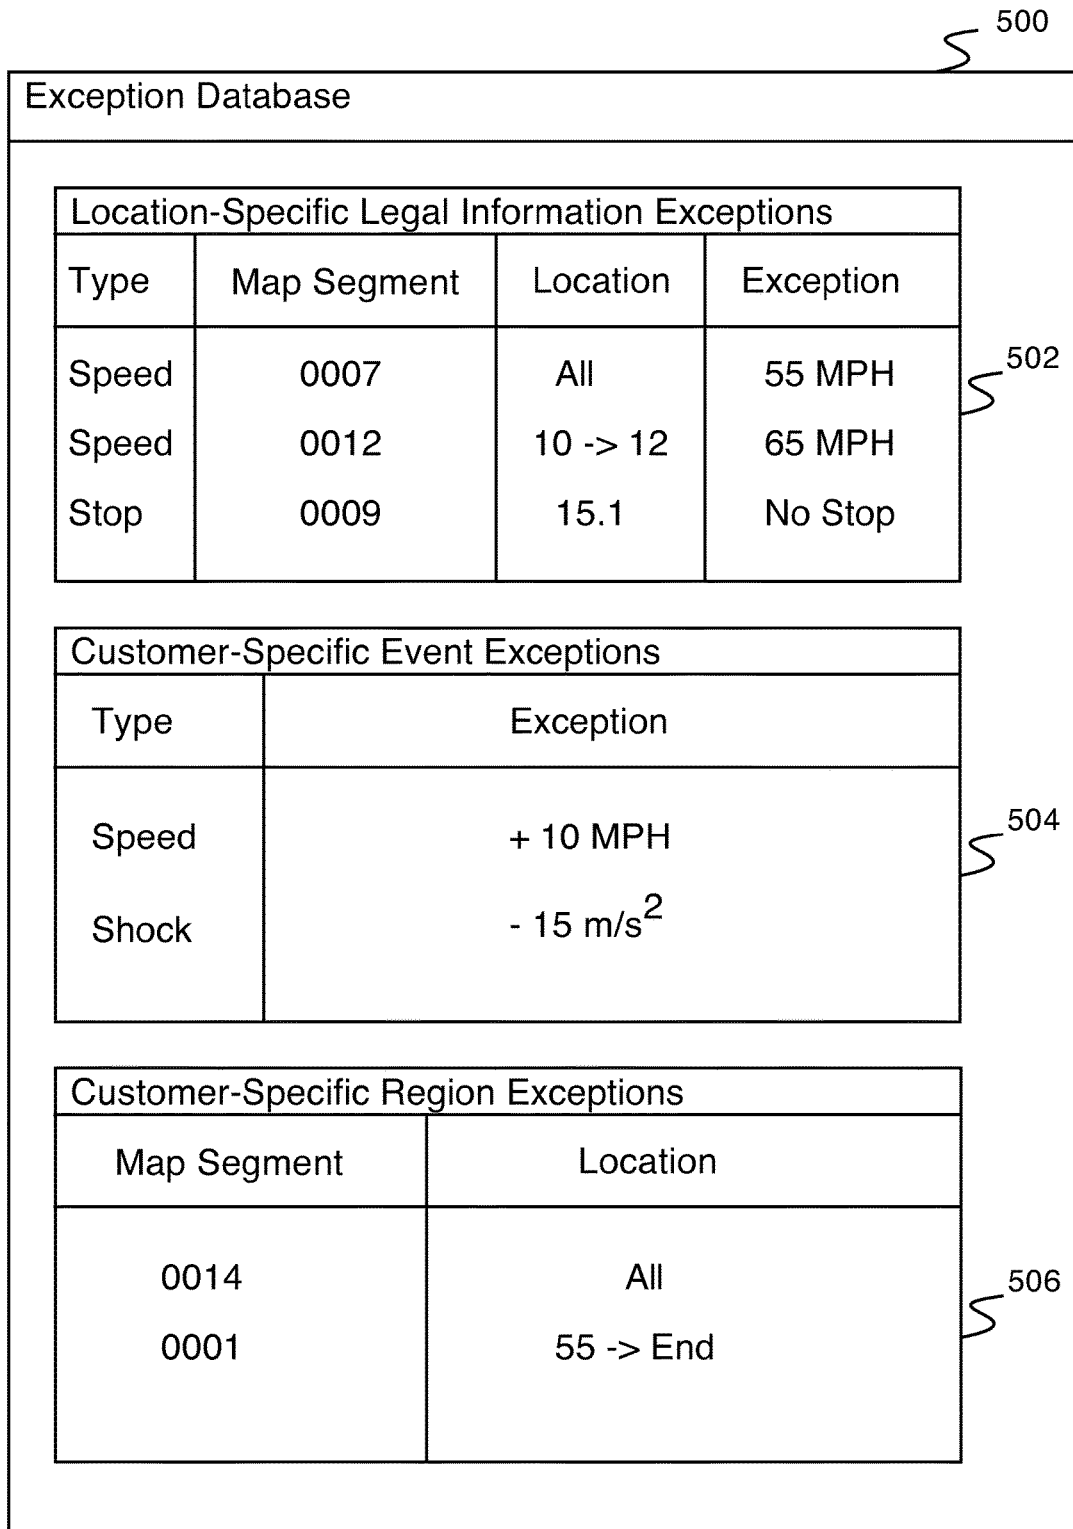 500
Exception Database
Location-Specific Legal Information Exceptions
Type Map Segment Location Exception
Speed 0007 All 55 MPH
502
Speed 0012 10 -> 12 65 MPH
Stop 0009 15.1 No Stop
Customer-Specific Event Exceptions
Type Exception
Speed + 10 MPH
504
Shock - 15 m/s²
Customer-Specific Region Exceptions
Map Segment Location
0014 All
506
0001 55 -> End